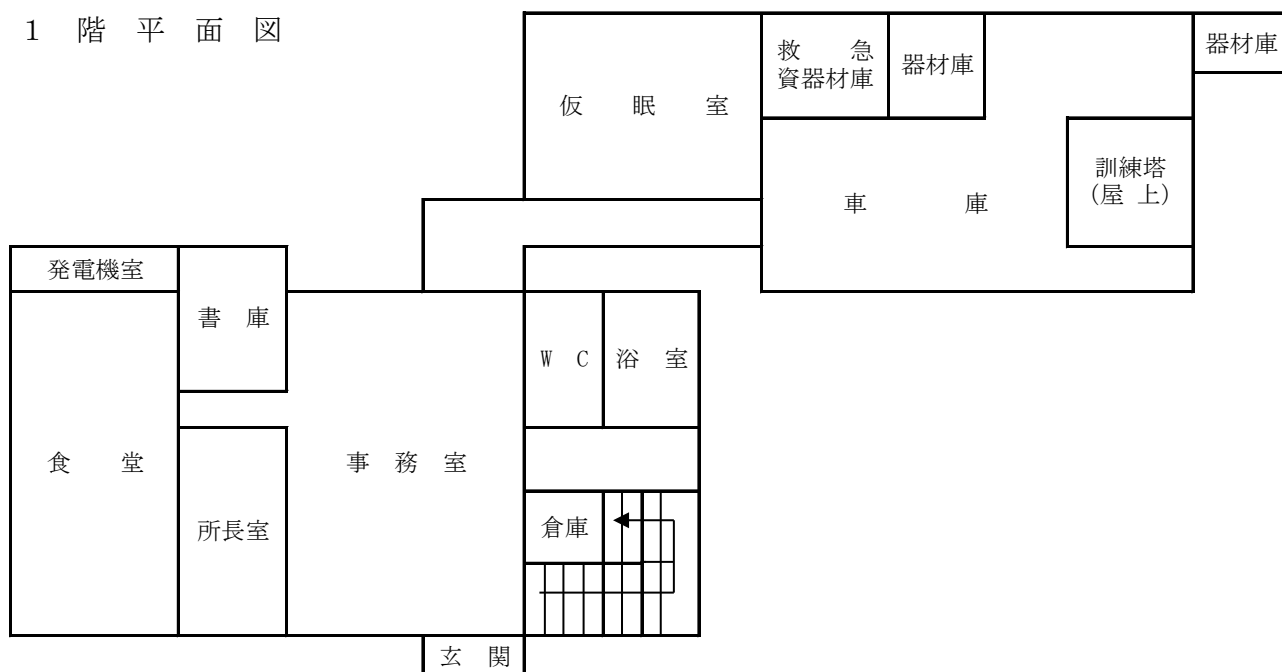 1 階 平 面 図
器材庫
救 急
資器材庫
器材庫
仮 眠 室
訓練塔
(屋 上)
車 庫
発電機室
書 庫
W C
浴 室
食 堂
事 務 室
所長室
倉庫
玄 関